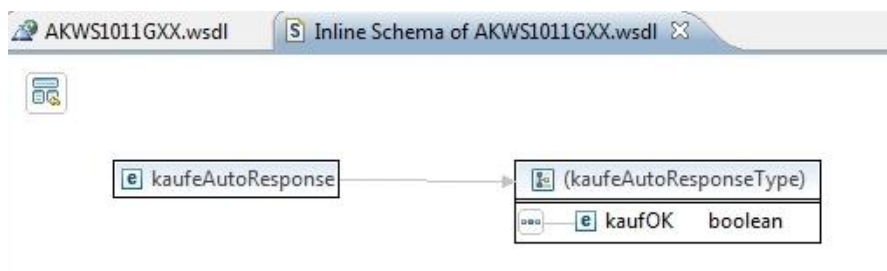 AKWS1011GXX.wsdl
S Inline Schema of AKWS1011GXX.wsdl
e kaufeAutoResponse
(kaufeAutoResponseType)
e kaufOK boolean